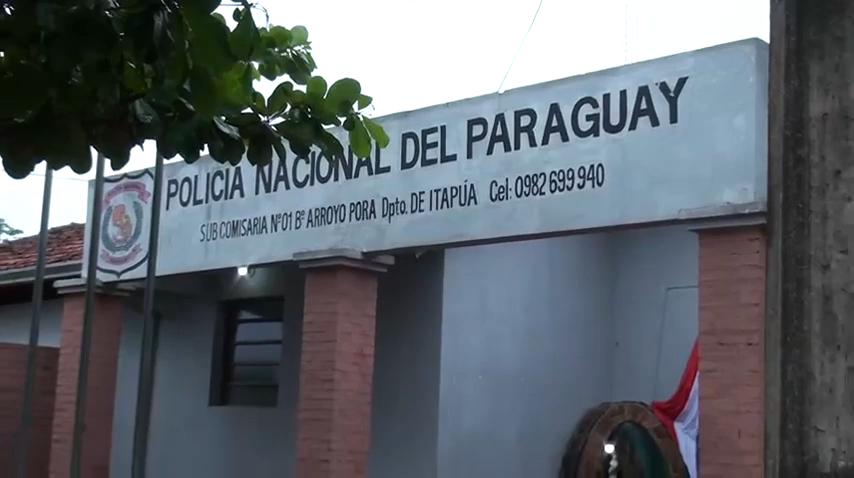 POLICIA NACIONAL DEL PARAGUAY
SUB COMISARIA Nº01 Bº ARROYO PORA Dpto. DE ITAPÚA Cel: 0982 699 940